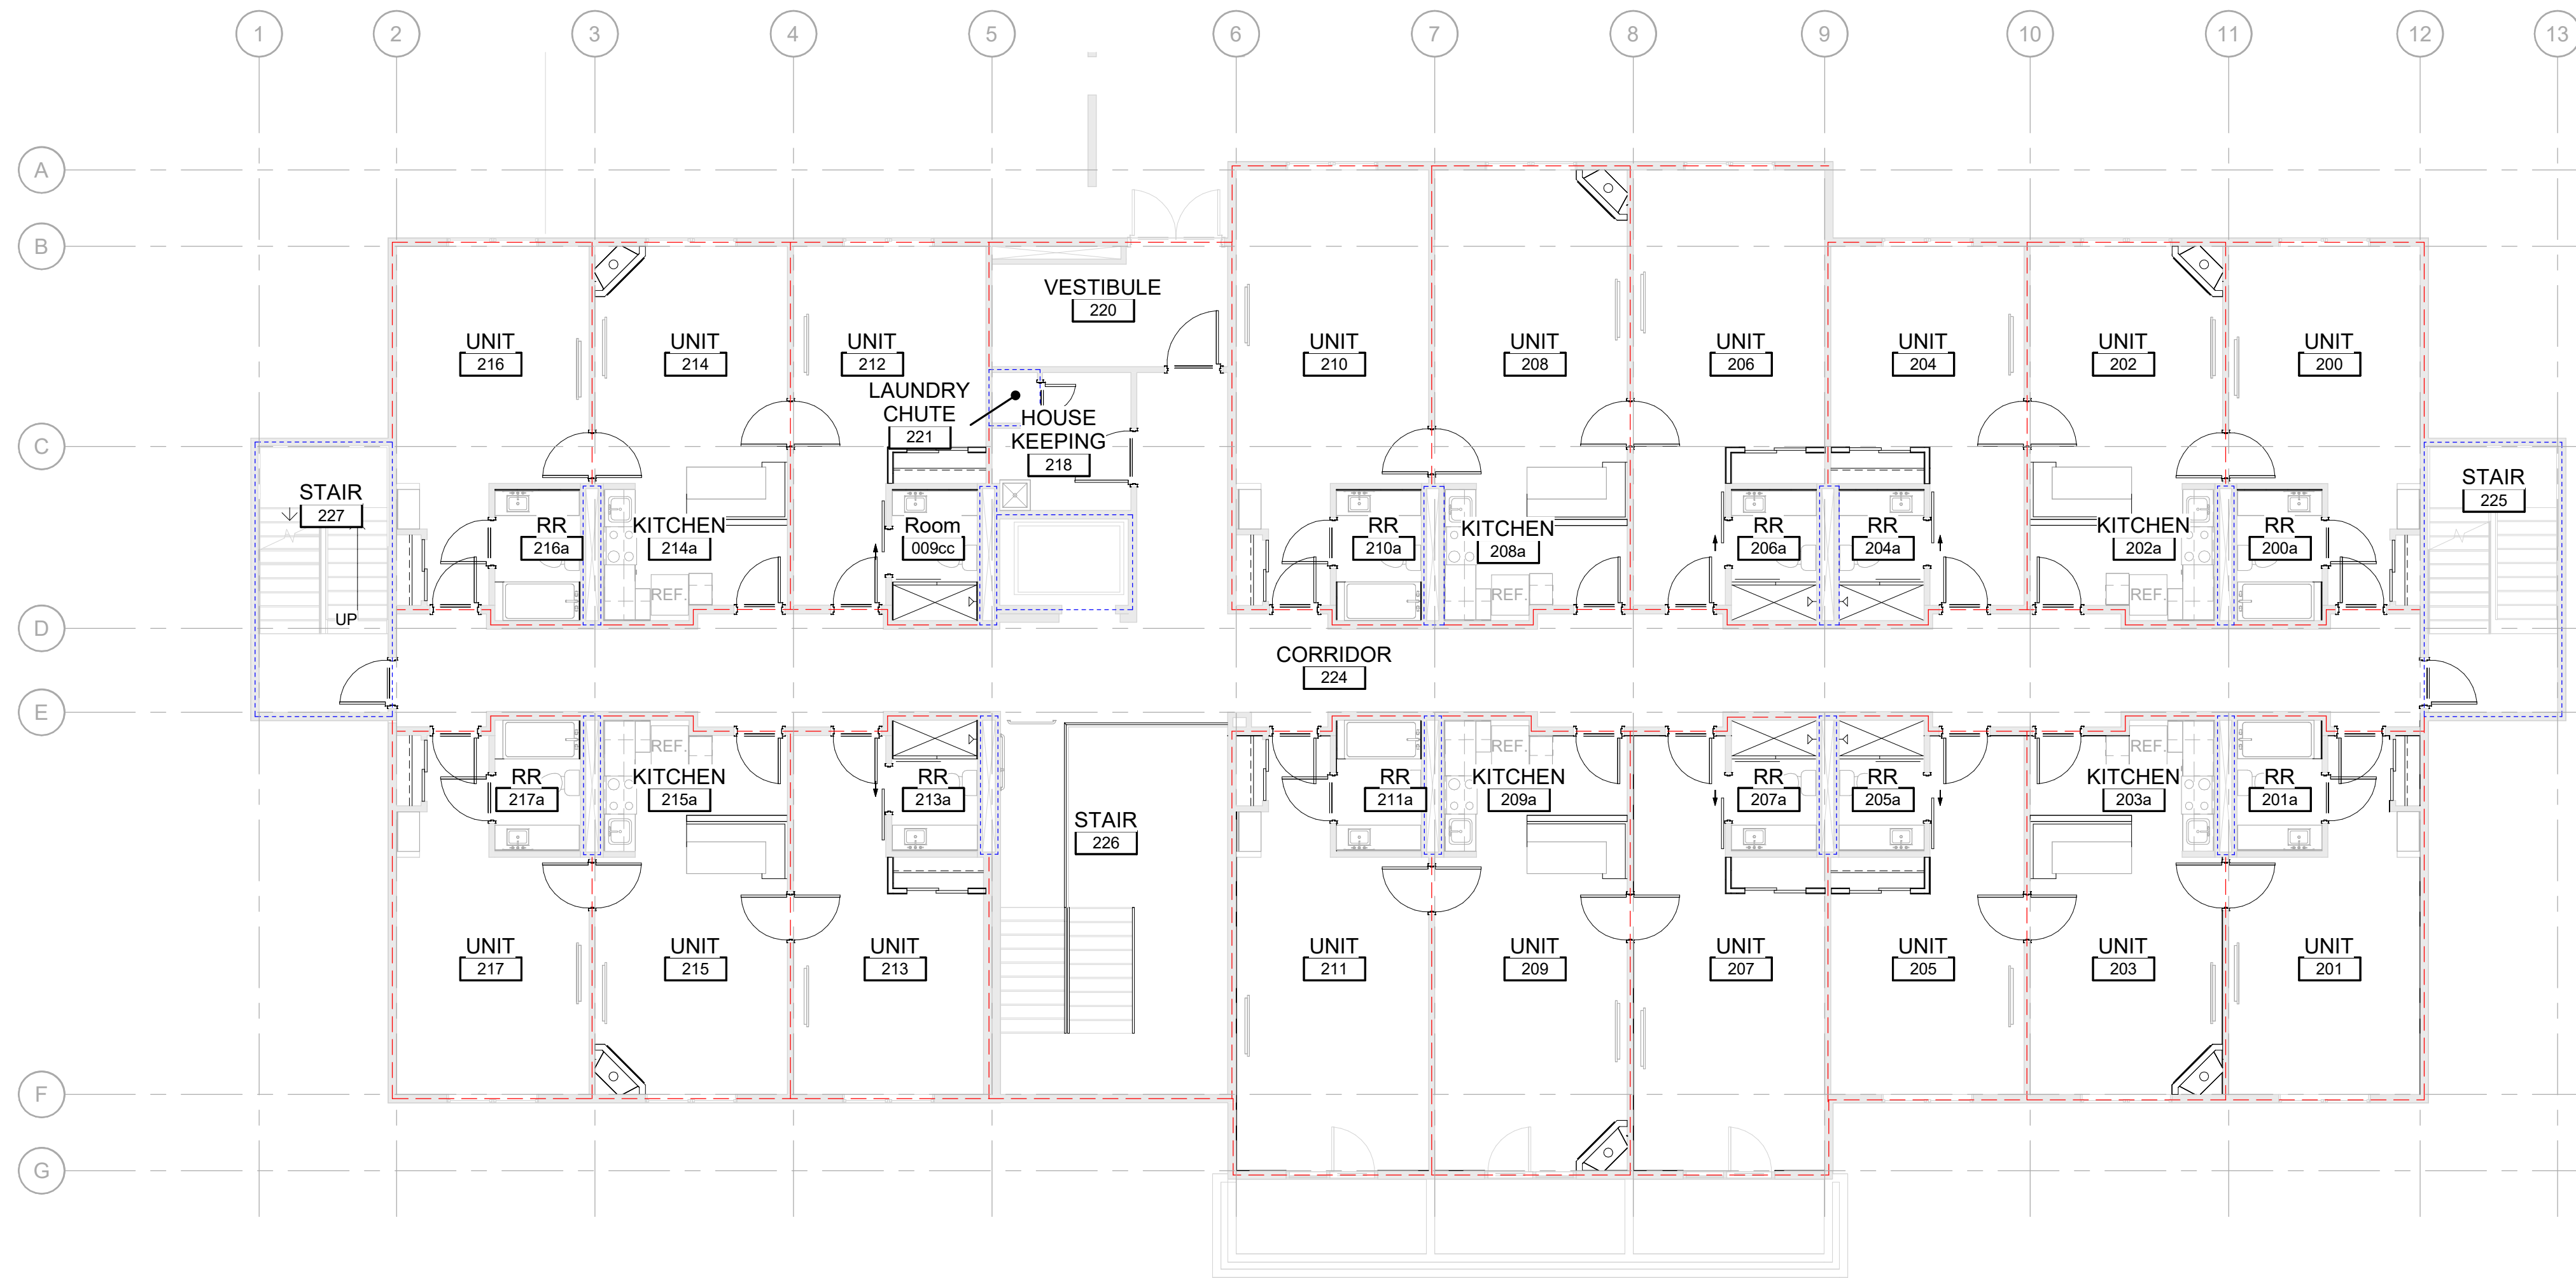 1
2
3
4
5
6
7
8
9
10
11
12
13
A
B
C
D
E
F
G
VESTIBULE
220
UNIT
216
UNIT
214
UNIT
212
UNIT
210
UNIT
208
UNIT
206
UNIT
204
UNIT
202
UNIT
200
LAUNDRY
CHUTE
221
HOUSE
KEEPING
218
STAIR
227
UP
RR
216a
KITCHEN
214a
REF.
Room
009cc
RR
210a
KITCHEN
208a
REF.
RR
206a
RR
204a
KITCHEN
202a
REF.
RR
200a
STAIR
225
CORRIDOR
224
RR
217a
KITCHEN
215a
REF.
RR
213a
STAIR
226
RR
211a
KITCHEN
209a
REF.
RR
207a
RR
205a
KITCHEN
203a
REF.
RR
201a
UNIT
217
UNIT
215
UNIT
213
UNIT
211
UNIT
209
UNIT
207
UNIT
205
UNIT
203
UNIT
201